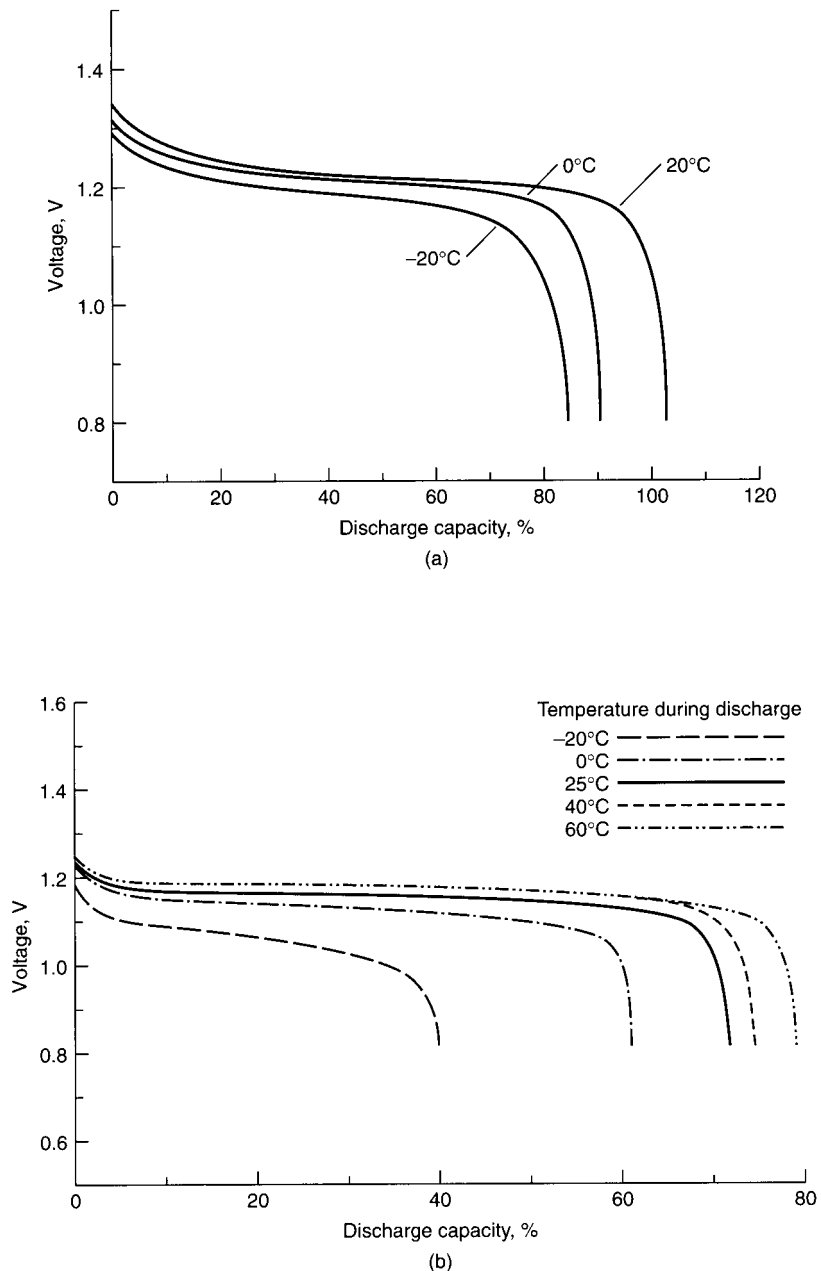 1.4
1.2
1.0
0.8
Voltage, V
0°C
20°C
−20°C
0 20 40 60 80 100 120
Discharge capacity, %
(a)
1.6
1.4
1.2
1.0
0.8
0.6
Voltage, V
Temperature during discharge
−20°C
0°C
25°C
40°C
60°C
0 20 40 60 80
Discharge capacity, %
(b)